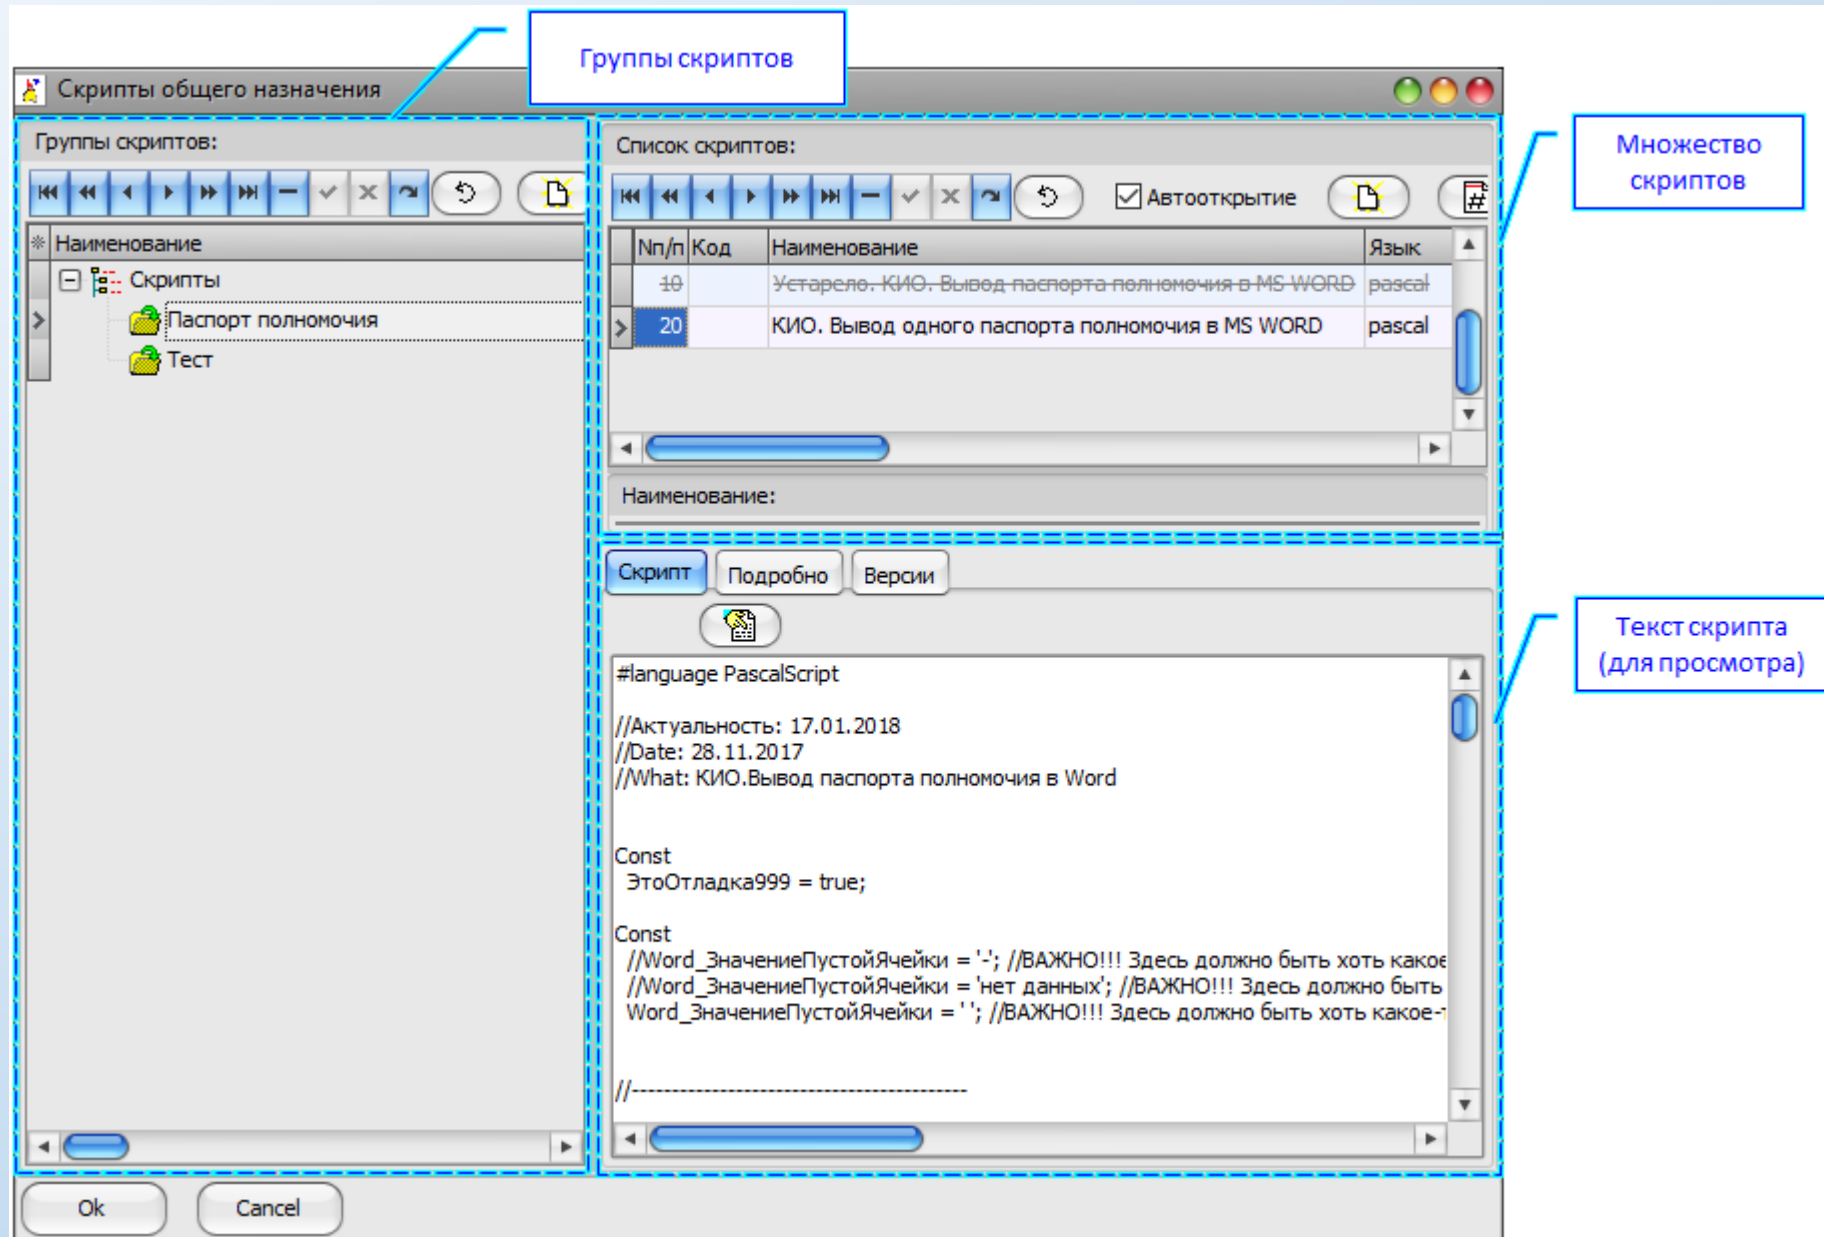 Группы скриптов
Скрипты общего назначения
Группы скриптов:
Наименование
Скрипты
Паспорт полномочия
Тест
Список скриптов:
Автооткрытие
№п/п Код Наименование Язык
10 Устарело. КИО. Вывод паспорта полномочия в MS WORD pascal
20 КИО. Вывод одного паспорта полномочия в MS WORD pascal
Наименование:
Множество
скриптов
Скрипт Подробно Версии
#language PascalScript
//Актуальность: 17.01.2018
//Date: 28.11.2017
//What: КИО.Вывод паспорта полномочия в Word
Const
ЭтоОтладка999 = true;
Const
//Word_ЗначениеПустойЯчейки = '-'; //ВАЖНО!!! Здесь должно быть хоть какое
//Word_ЗначениеПустойЯчейки = 'нет данных'; //ВАЖНО!!! Здесь должно быть
Word_ЗначениеПустойЯчейки = ' '; //ВАЖНО!!! Здесь должно быть хоть какое-
//------------------------------------------
Текст скрипта
(для просмотра)
Ok Cancel